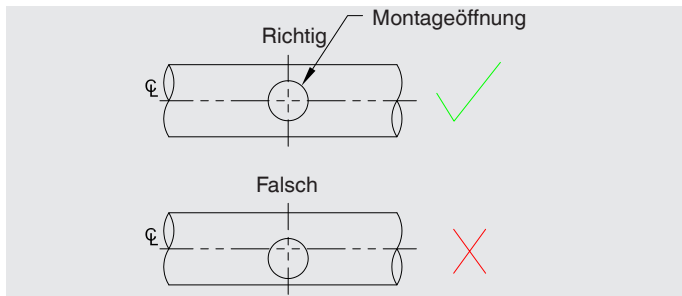 Montageöffnung
Richtig
℄
Falsch
℄